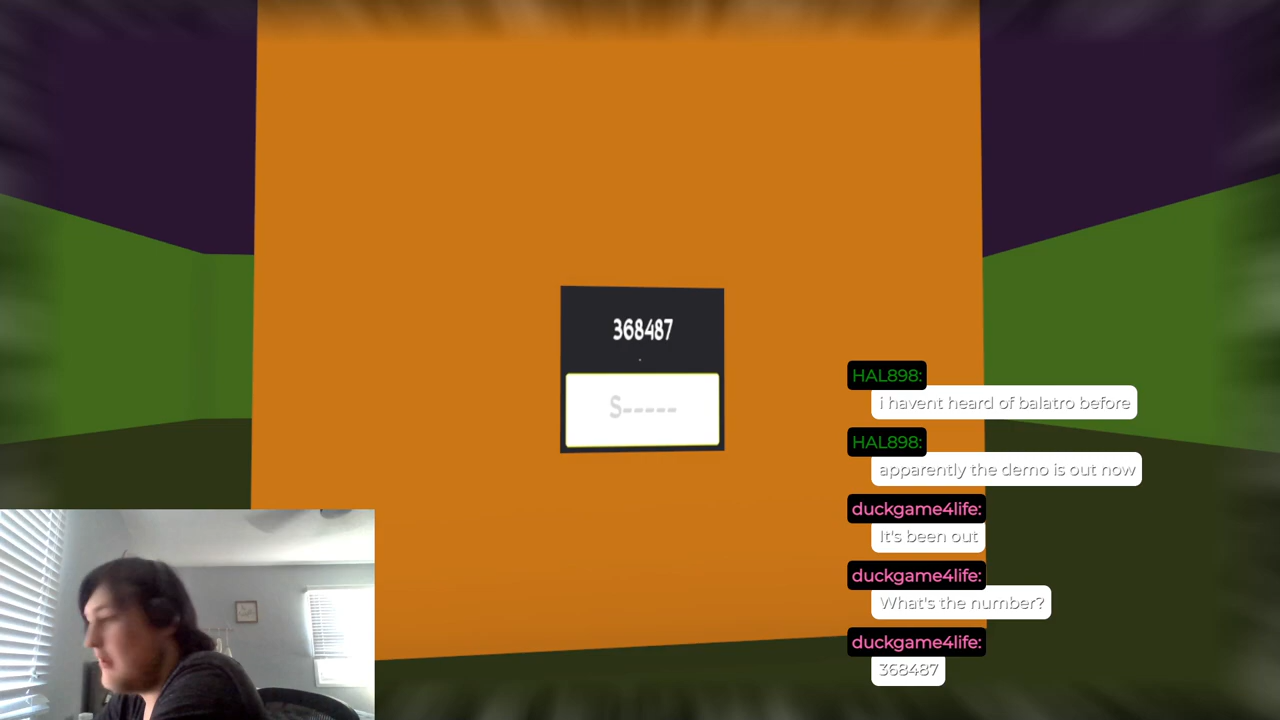 368487
S-----
HAL898:
i havent heard of balatro before
HAL898:
apparently the demo is out now
duckgame4life:
It's been out
duckgame4life:
What's the number?
duckgame4life:
368487